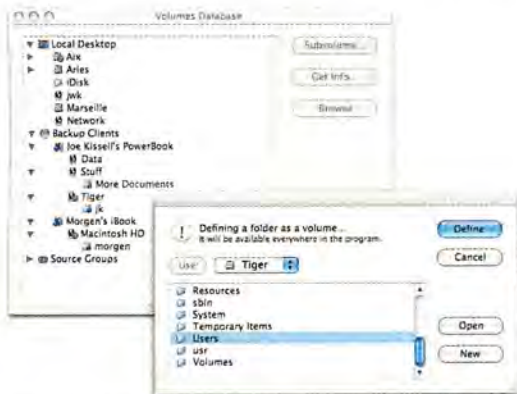 Volumes Database
Local Desktop
Aix
Aries
iDisk
jwk
Marseille
Network
Backup Clients
Joe Kissell's PowerBook
Data
Stuff
More Documents
Tiger
jk
Morgen's iBook
Macintosh HD
morgen
Source Groups
Subvolume...
Get Info...
Browse
Defining a folder as a volume...
It will be available everywhere in the program.
Use
Tiger
Resources
sbin
System
Temporary Items
Users
usr
Volumes
Define
Cancel
Open
New